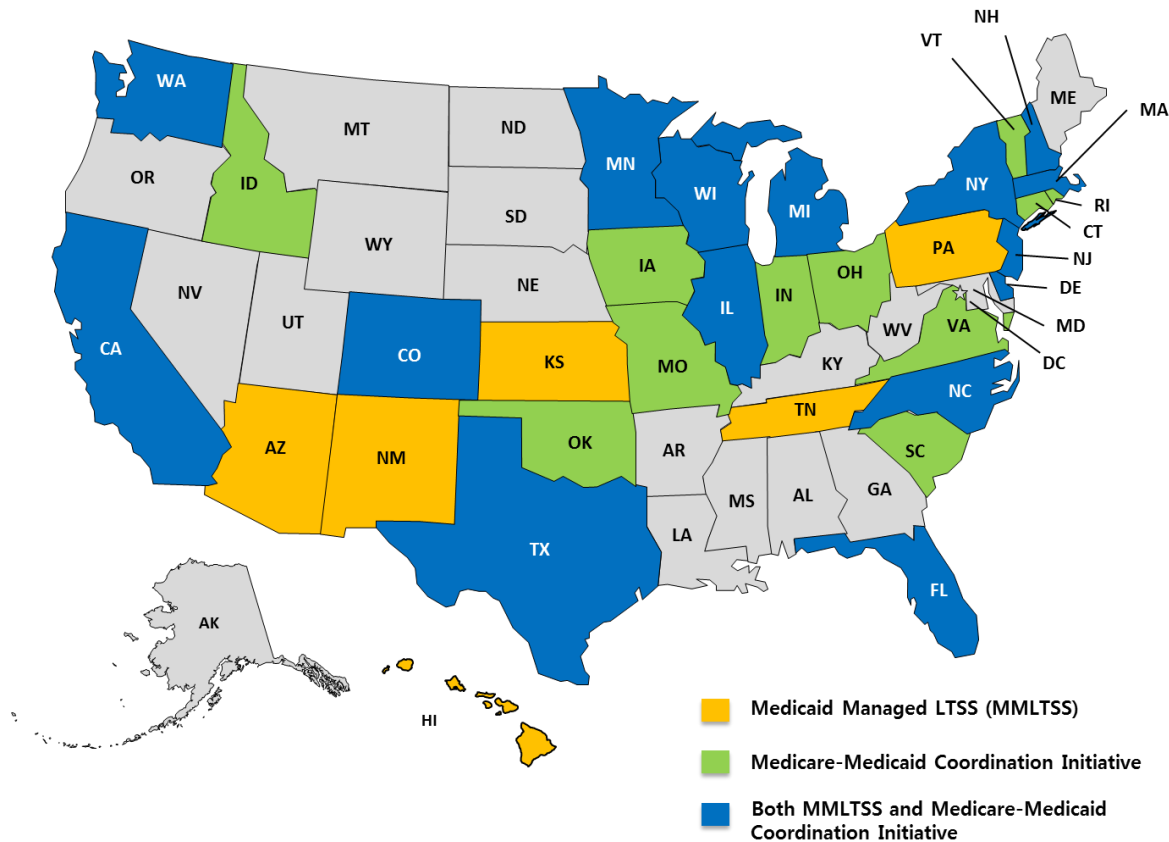 NH
VT
ME
WA
MA
MT
ND
MN
OR
ID
SD
WI
MI
NY
RI
WY
CT
PA
NJ
IA
NE
OH
DE
NV
IN
IL
UT
MD
VA
WV
CA
CO
KS
MO
KY
DC
NC
TN
OK
AZ
NM
AR
SC
MS
AL
GA
LA
TX
FL
AK
HI
Medicaid Managed LTSS (MMLTSS)
Medicare-Medicaid Coordination Initiative
Both MMLTSS and Medicare-Medicaid
Coordination Initiative